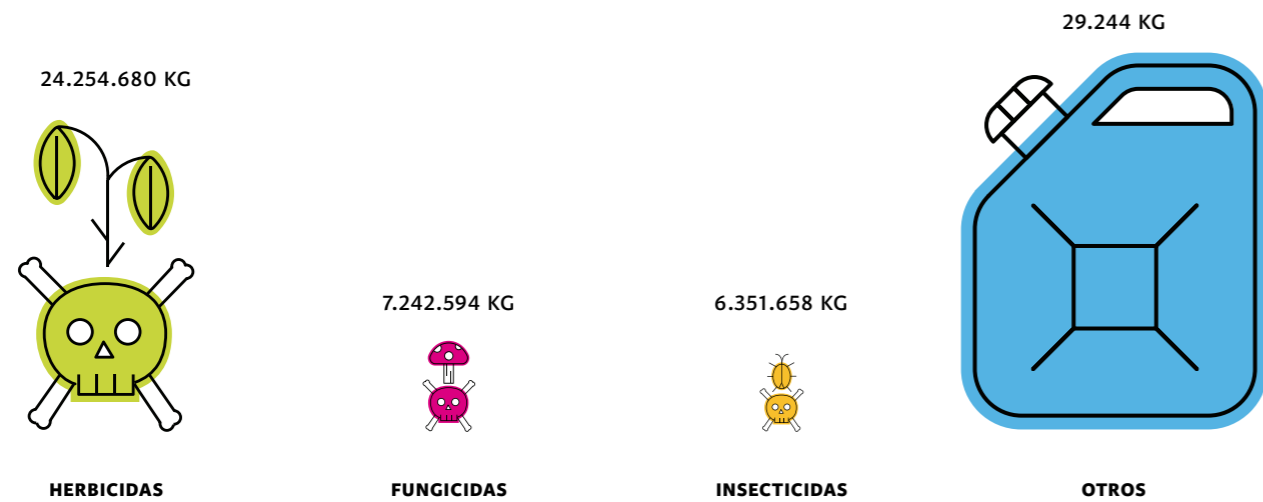 29.244 KG
24.254.680 KG
7.242.594 KG
6.351.658 KG
HERBICIDAS
FUNGICIDAS
INSECTICIDAS
OTROS